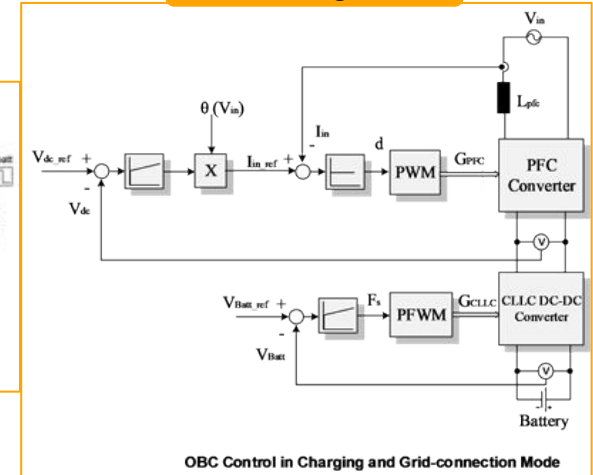 Vin
Lpfc
θ (Vin)
Iin
-
d
Vdc_ref +
X
Iin_ref +
PWM
GPFC
PFC
Converter
-
Vdc
V
VBatt_ref +
Fs
PFWM
GCLLC
CLLC DC-DC
Converter
-
VBatt
V
- +
Battery
OBC Control in Charging and Grid-connection Mode